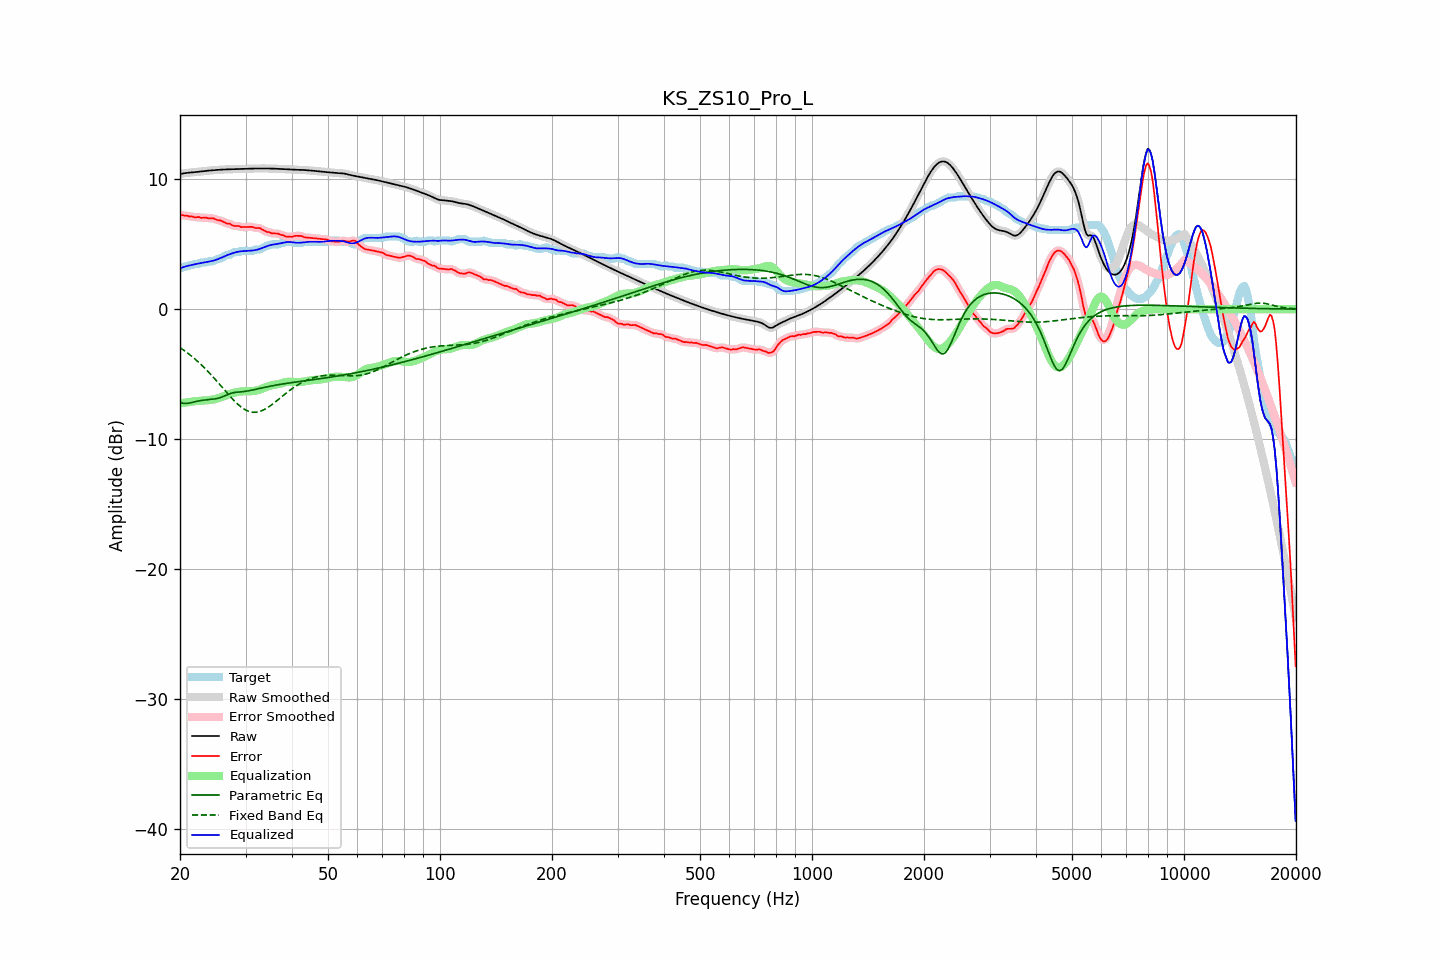 KS_ZS10_Pro_L
10
0
−10
−20
−30
−40
Amplitude (dBr)
Target
Raw Smoothed
Error Smoothed
Raw
Error
Equalization
Parametric Eq
Fixed Band Eq
Equalized
20 50 100 200 500 1000 2000 5000 10000 20000
Frequency (Hz)